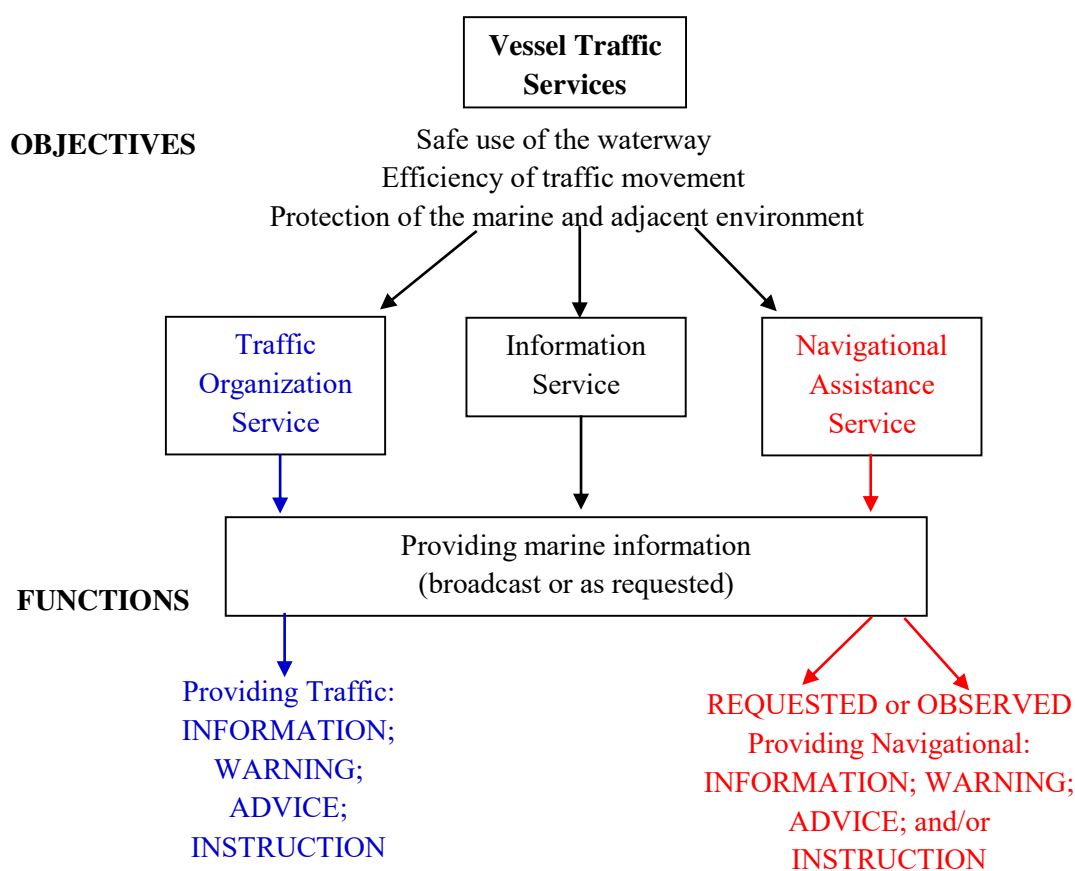 Vessel Traffic
Services
OBJECTIVES
Safe use of the waterway
Efficiency of traffic movement
Protection of the marine and adjacent environment
Traffic
Organization
Service
Information
Service
Navigational
Assistance
Service
Providing marine information
(broadcast or as requested)
FUNCTIONS
Providing Traffic:
INFORMATION;
WARNING;
ADVICE;
INSTRUCTION
REQUESTED or OBSERVED
Providing Navigational:
INFORMATION; WARNING;
ADVICE; and/or
INSTRUCTION